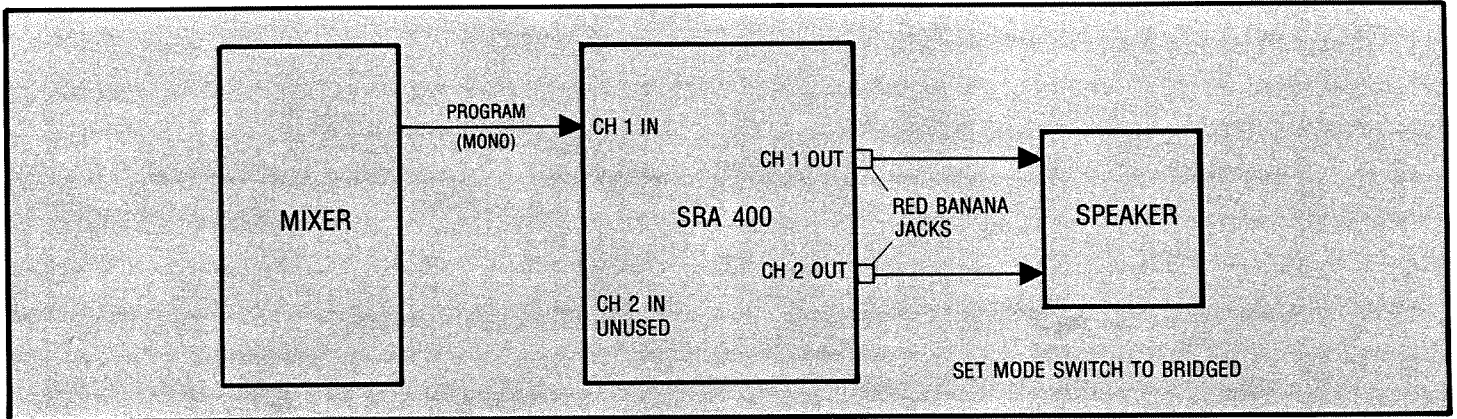 MIXER
PROGRAM
(MONO)
CH 1 IN
CH 1 OUT
SRA 400
CH 2 OUT
CH 2 IN
UNUSED
RED BANANA
JACKS
SPEAKER
SET MODE SWITCH TO BRIDGED